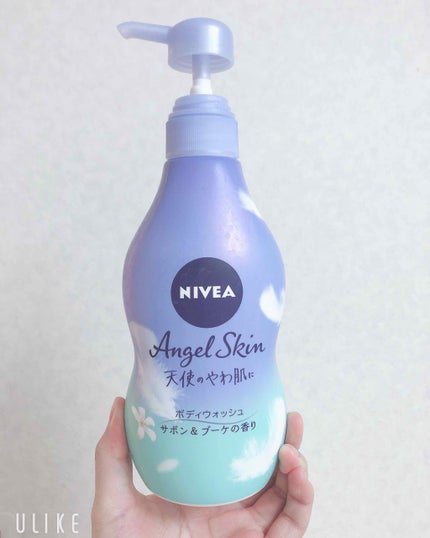 NIVEA
Angel Skin
天使のやわ肌に
ボディウォッシュ
サボン＆ブーケの香り
ULIKE